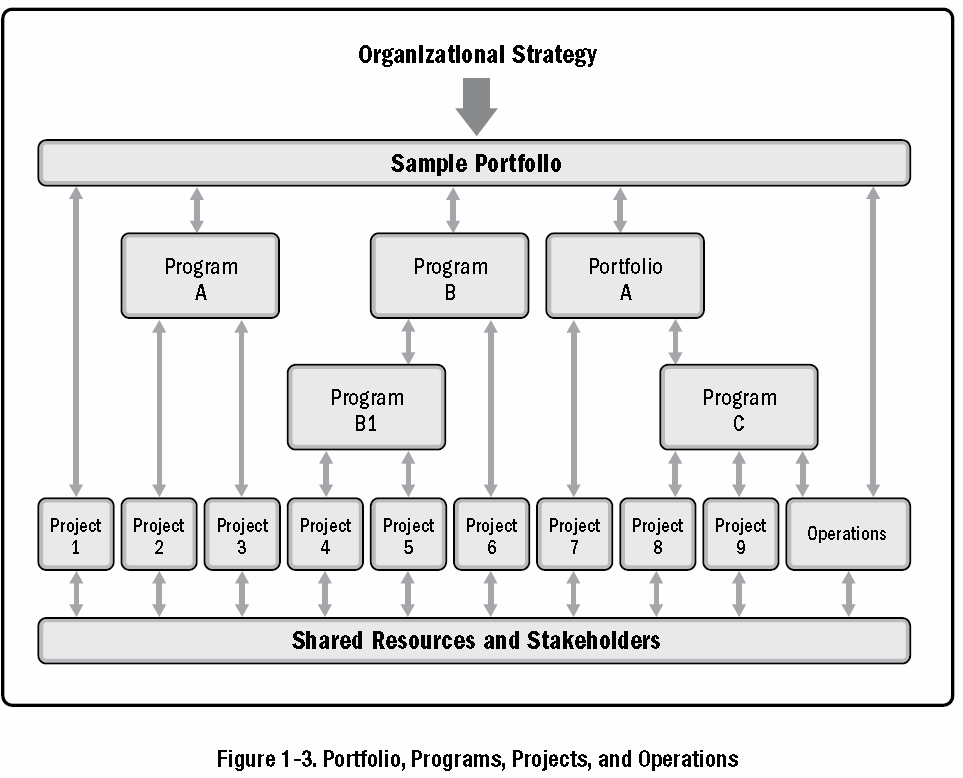 Organizational Strategy
Sample Portfolio
Program
A
Program
B
Portfolio
A
Program
B1
Program
C
Project
1
Project
2
Project
3
Project
4
Project
5
Project
6
Project
7
Project
8
Project
9
Operations
Shared Resources and Stakeholders
Figure 1-3. Portfolio, Programs, Projects, and Operations